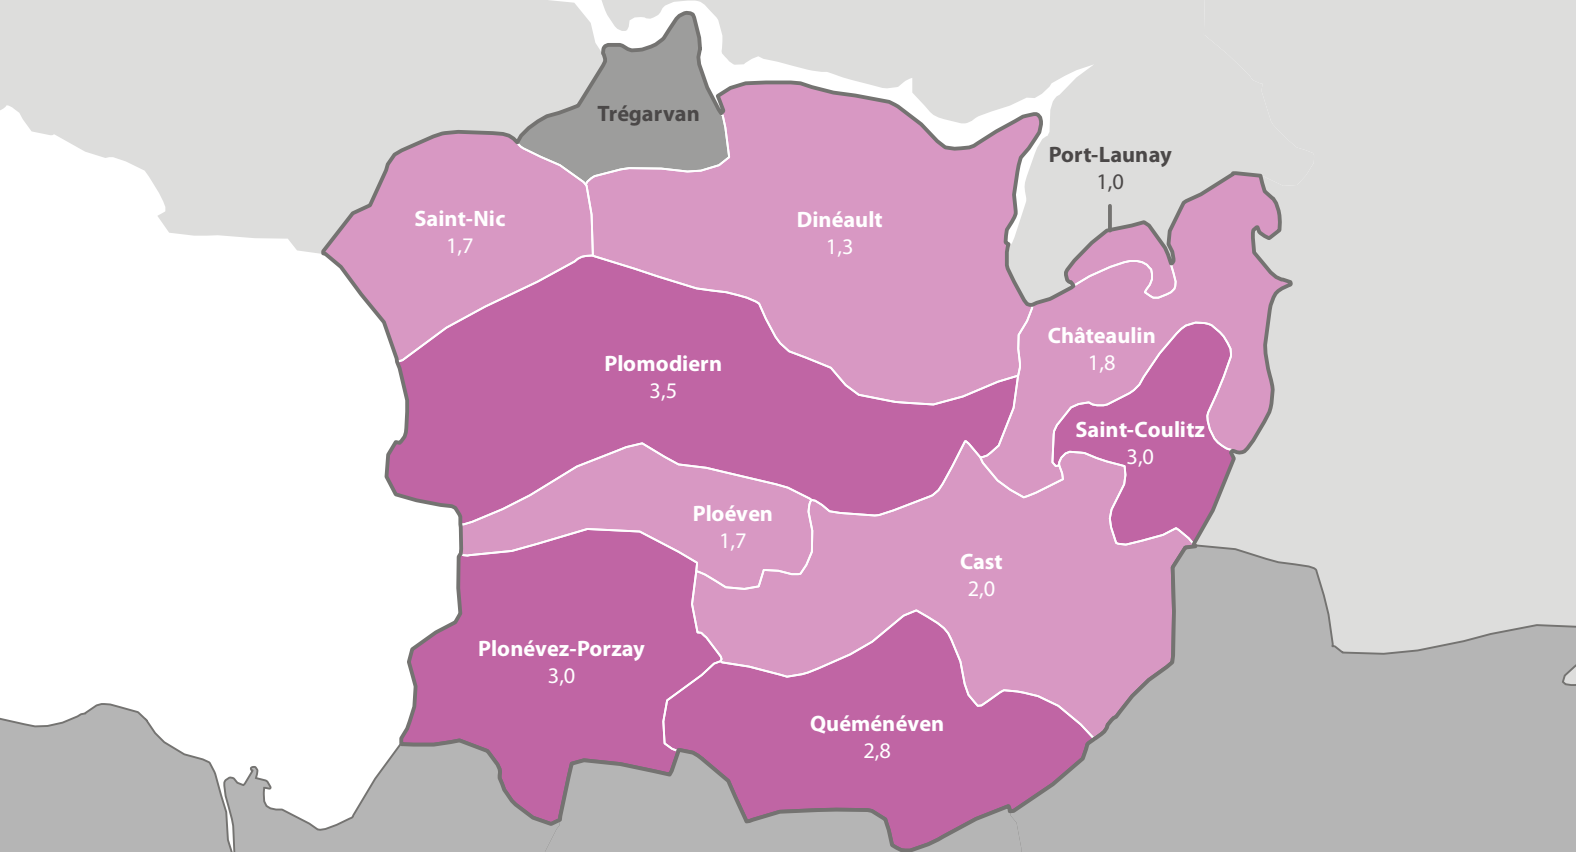 Trégarvan
Port-Launay
1,0
Saint-Nic
1,7
Dinéault
1,3
Châteaulin
1,8
Plomodiern
3,5
Saint-Coulitz
3,0
Ploéven
1,7
Cast
2,0
Plonévez-Porzay
3,0
Quéménéven
2,8